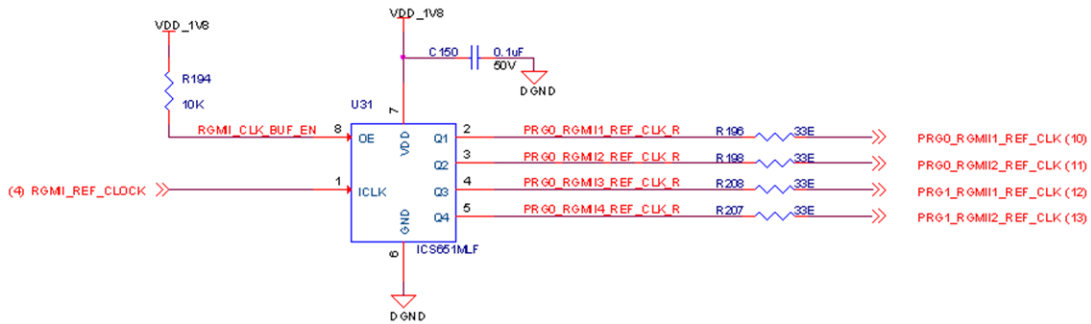 VDD_1V8
VDD_1V8
C150 0.1uF
50V
DGND
R194
10K
U31
7
RGMII_CLK_BUF_EN 8 OE VDD Q1 2 PRG0_RGMII1_REF_CLK_R R196 33E PRG0_RGMII1_REF_CLK (10)
Q2 3 PRG0_RGMII2_REF_CLK_R R198 33E PRG0_RGMII2_REF_CLK (11)
(4) RGMII_REF_CLOCK 1 ICLK Q3 4 PRG0_RGMII3_REF_CLK_R R208 33E PRG1_RGMII1_REF_CLK (12)
GND Q4 5 PRG0_RGMII4_REF_CLK_R R207 33E PRG1_RGMII2_REF_CLK (13)
6 ICS651MLF
DGND